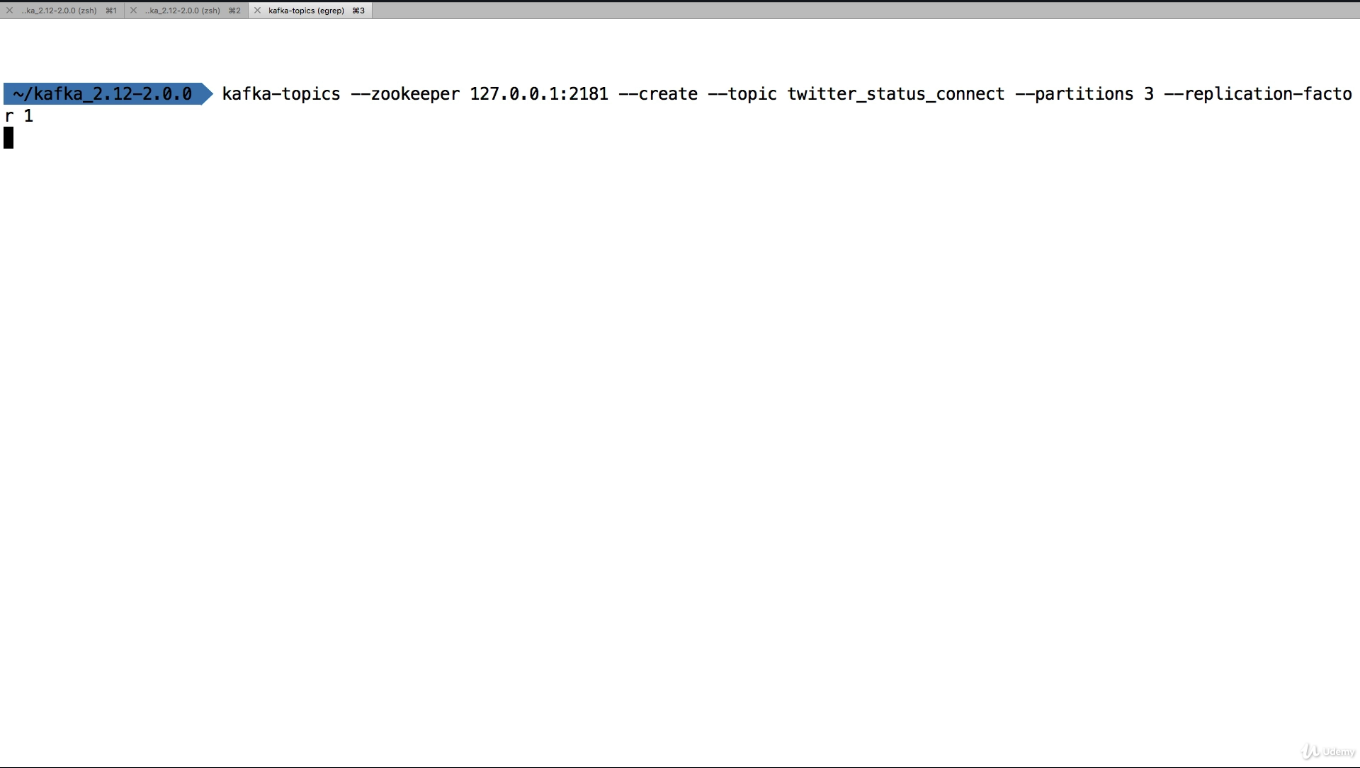 ..ka_2.12-2.0.0 (zsh) ⌘1 ..ka_2.12-2.0.0 (zsh) ⌘2 kafka-topics (egrep) ⌘3
~/kafka_2.12-2.0.0 kafka-topics --zookeeper 127.0.0.1:2181 --create --topic twitter_status_connect --partitions 3 --replication-facto
r 1
Udemy